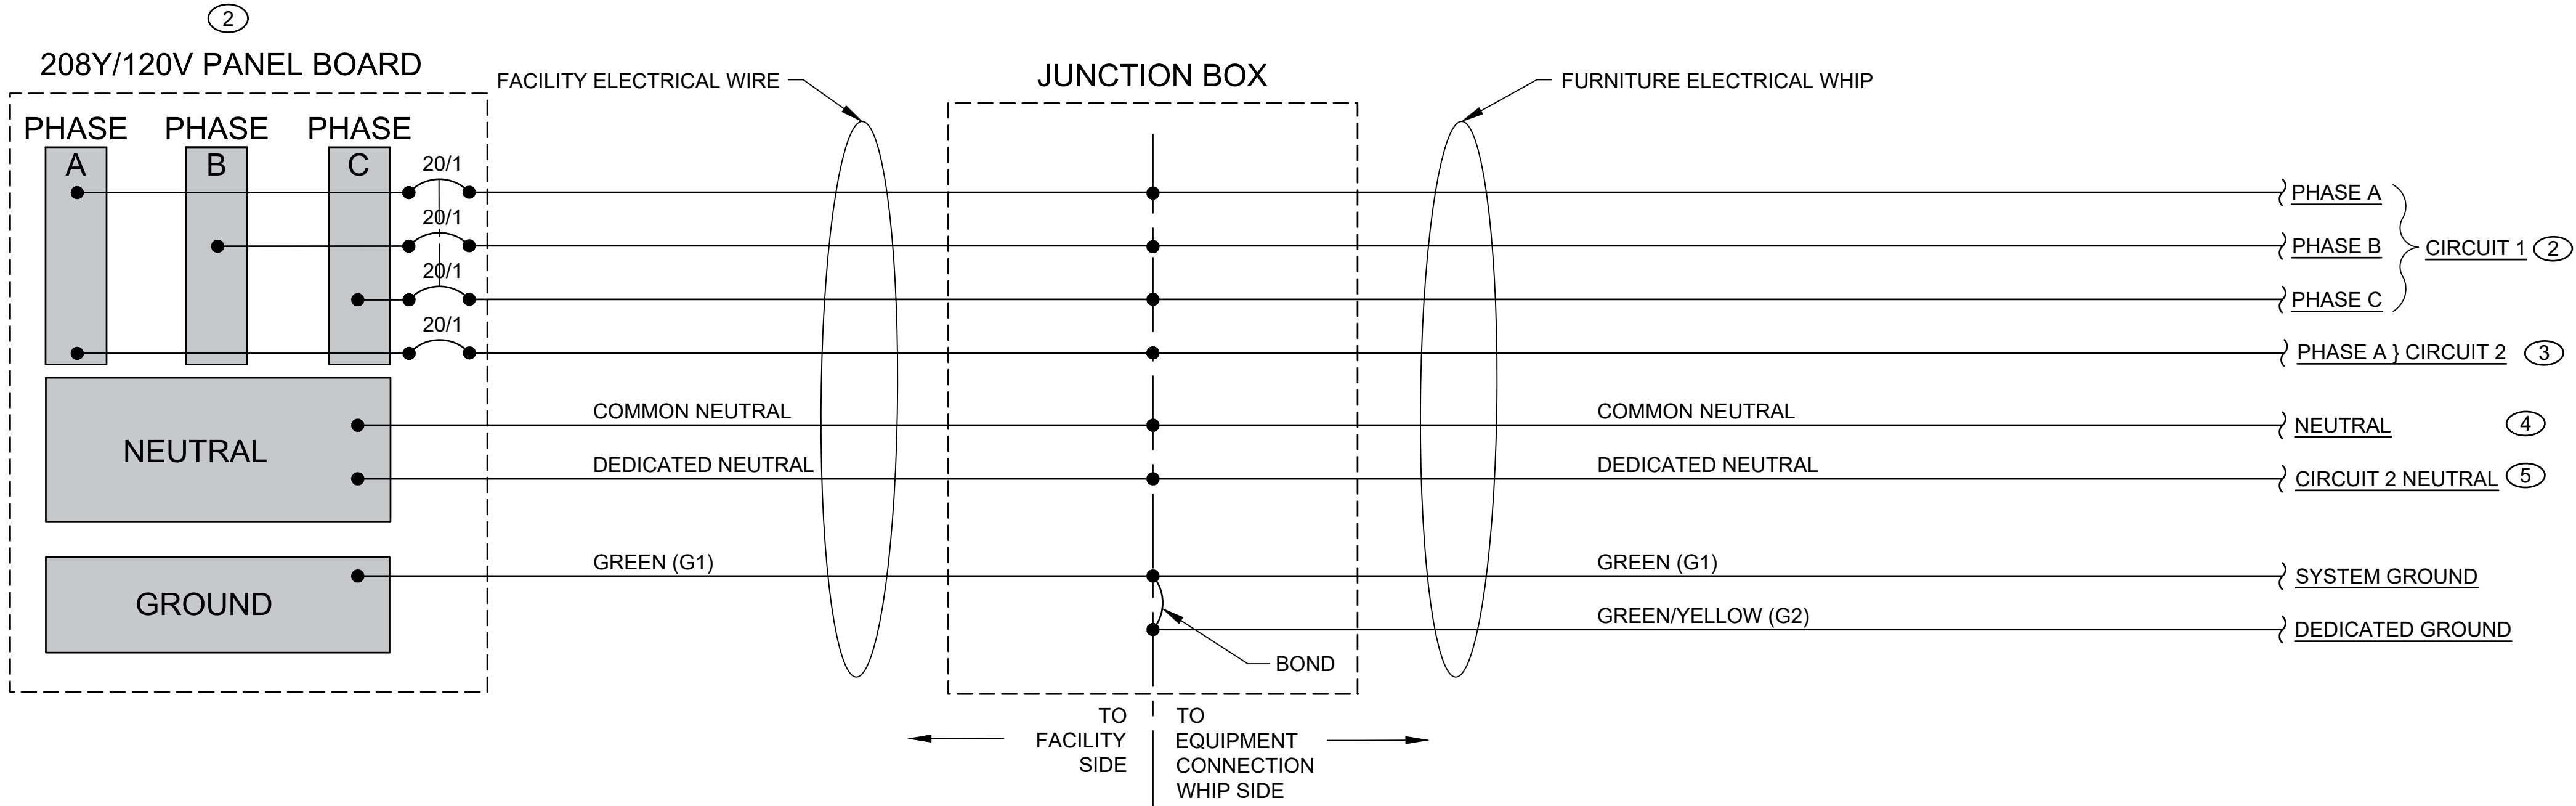 2
208Y/120V PANEL BOARD
FACILITY ELECTRICAL WIRE
JUNCTION BOX
FURNITURE ELECTRICAL WHIP
PHASE A
PHASE B
PHASE C
20/1
20/1
20/1
20/1
PHASE A
PHASE B
PHASE C
CIRCUIT 1 2
PHASE A } CIRCUIT 2 3
NEUTRAL
COMMON NEUTRAL
COMMON NEUTRAL
NEUTRAL 4
DEDICATED NEUTRAL
DEDICATED NEUTRAL
CIRCUIT 2 NEUTRAL 5
GROUND
GREEN (G1)
GREEN (G1)
SYSTEM GROUND
GREEN/YELLOW (G2)
DEDICATED GROUND
BOND
TO
FACILITY
SIDE
TO
EQUIPMENT
CONNECTION
WHIP SIDE